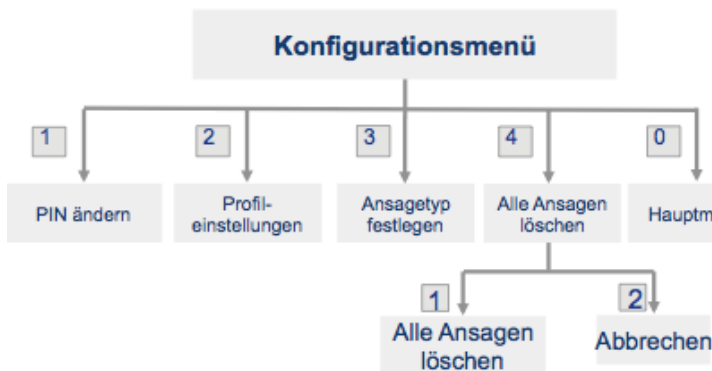 Konfigurationsmenü
1
2
3
4
0
PIN ändern
Profil-
einstellungen
Ansagetyp
festlegen
Alle Ansagen
löschen
Hauptm
1
2
Alle Ansagen
löschen
Abbrechen